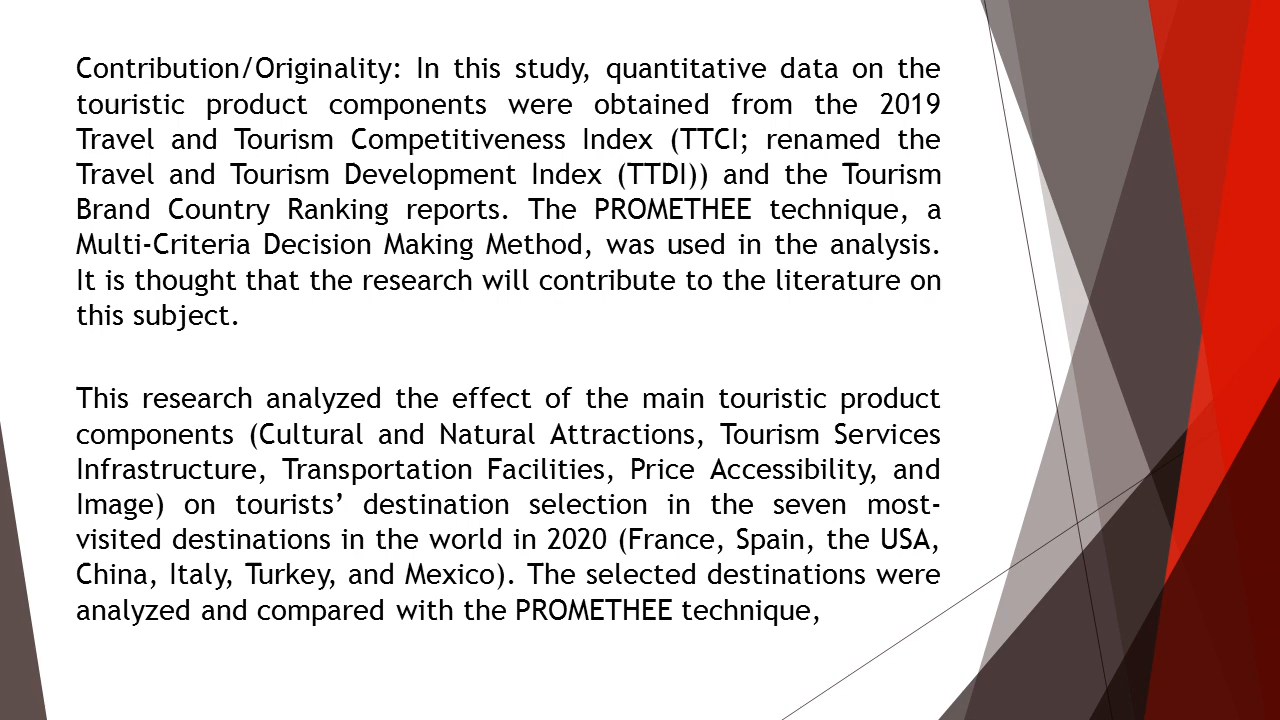 Contribution/Originality: In this study, quantitative data on the
touristic product components were obtained from the 2019
Travel and Tourism Competitiveness Index (TTCI; renamed the
Travel and Tourism Development Index (TTDI)) and the Tourism
Brand Country Ranking reports. The PROMETHEE technique, a
Multi-Criteria Decision Making Method, was used in the analysis.
It is thought that the research will contribute to the literature on
this subject.
This research analyzed the effect of the main touristic product
components (Cultural and Natural Attractions, Tourism Services
Infrastructure, Transportation Facilities, Price Accessibility, and
Image) on tourists’ destination selection in the seven most-
visited destinations in the world in 2020 (France, Spain, the USA,
China, Italy, Turkey, and Mexico). The selected destinations were
analyzed and compared with the PROMETHEE technique,